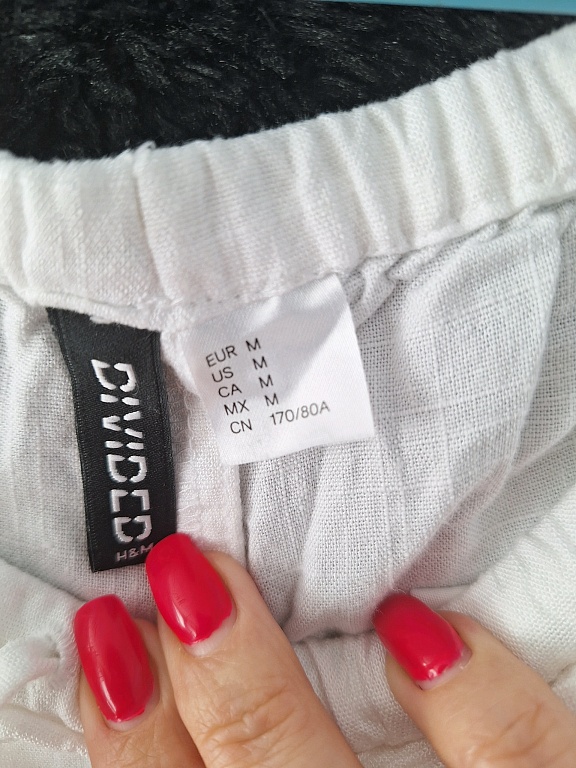 DIVIDED
H&M
EUR M
US M
CA M
MX M
CN 170/80A